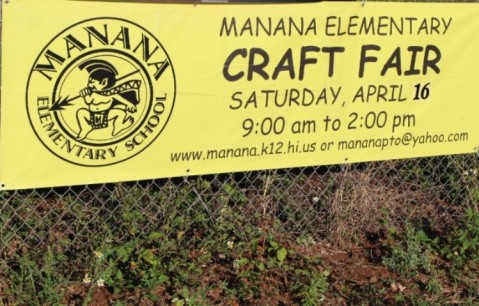 MANANA
ELEMENTARY SCHOOL
M
MANANA ELEMENTARY
CRAFT FAIR
SATURDAY, APRIL 16
9:00 am to 2:00 pm
www.manana.k12.hi.us or mananapto@yahoo.com